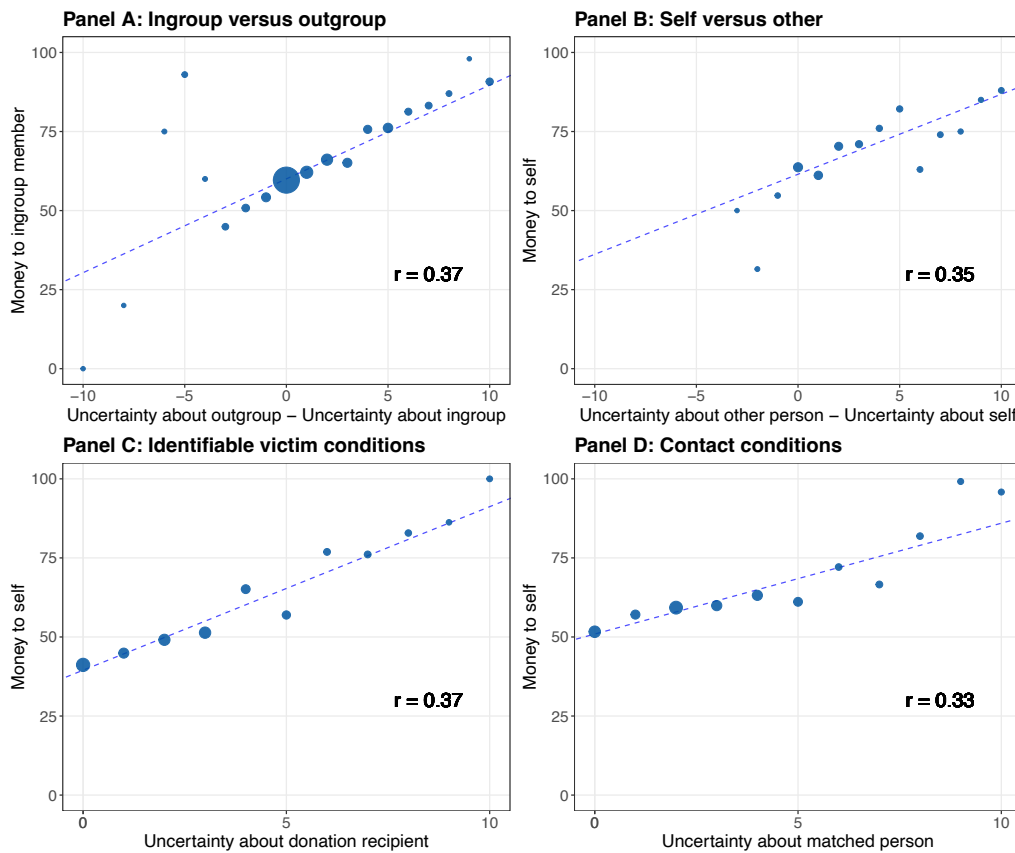 Panel A: Ingroup versus outgroup
Money to ingroup member
100
75
50
25
0
r = 0.37
−10
−5
0
5
10
Uncertainty about outgroup − Uncertainty about ingroup
Panel B: Self versus other
Money to self
100
75
50
25
0
r = 0.35
−10
−5
0
5
10
Uncertainty about other person − Uncertainty about self
Panel C: Identifiable victim conditions
Money to self
100
75
50
25
0
r = 0.37
0
5
10
Uncertainty about donation recipient
Panel D: Contact conditions
Money to self
100
75
50
25
0
r = 0.33
0
5
10
Uncertainty about matched person